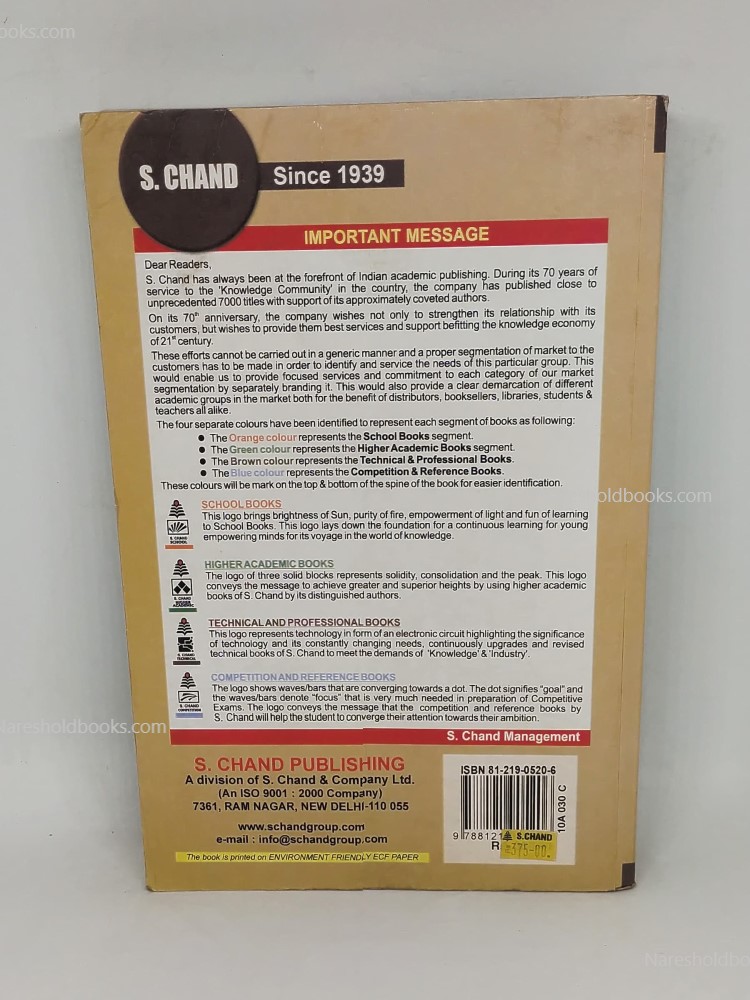 oks.com
S. CHAND
Since 1939
IMPORTANT MESSAGE
Dear Readers,
S. Chand has always been at the forefront of Indian academic publishing. During its 70 years of
service to the 'Knowledge Community' in the country, the company has published close to
unprecedented 7000 titles with support of its approximately coveted authors.
On its 70th anniversary, the company wishes not only to strengthen its relationship with its
customers, but wishes to provide them best services and support befitting the knowledge economy
of 21st century.
These efforts cannot be carried out in a generic manner and a proper segmentation of market to the
customers has to be made in order to identify and service the needs of this particular group. This
would enable us to provide focused services and commitment to each category of our market
segmentation by separately branding it. This would also provide a clear demarcation of different
academic groups in the market both for the benefit of distributors, booksellers, libraries, students &
teachers all alike.
The four separate colours have been identified to represent each segment of books as following:
● The Orange colour represents the School Books segment.
● The Green colour represents the Higher Academic Books segment.
● The Brown colour represents the Technical & Professional Books.
● The Blue colour represents the Competition & Reference Books.
These colours will be mark on the top & bottom of the spine of the book for easier identification.
holdbooks.com
SCHOOL BOOKS
This logo brings brightness of Sun, purity of fire, empowerment of light and fun of learning
to School Books. This logo lays down the foundation for a continuous learning for young
empowering minds for its voyage in the world of knowledge.
S. CHAND
SCHOOL
HIGHER ACADEMIC BOOKS
The logo of three solid blocks represents solidity, consolidation and the peak. This logo
conveys the message to achieve greater and superior heights by using higher academic
books of S. Chand by its distinguished authors.
S. CHAND
HIGHER
ACADEMIC
TECHNICAL AND PROFESSIONAL BOOKS
This logo represents technology in form of an electronic circuit highlighting the significance
of technology and its constantly changing needs, continuously upgrades and revised
technical books of S. Chand to meet the demands of 'Knowledge' & 'Industry'.
S. CHAND
TECHNICAL
COMPETITION AND REFERENCE BOOKS
The logo shows waves/bars that are converging towards a dot. The dot signifies "goal" and
the waves/bars denote "focus" that is very much needed in preparation of Competitive
Exams. The logo conveys the message that the competition and reference books by
S. Chand will help the student to converge their attention towards their ambition.
S. CHAND
COMPETITION
Naresholdbooks.com
S. Chand Management
S. CHAND PUBLISHING
A division of S. Chand & Company Ltd.
(An ISO 9001 : 2000 Company)
7361, RAM NAGAR, NEW DELHI-110 055
www.schandgroup.com
e-mail : info@schandgroup.com
The book is printed on ENVIRONMENT FRIENDLY ECF PAPER
ISBN 81-219-0520-6
10A 030 C
9 788121
S. CHAND
375-00.
Naresholdbo